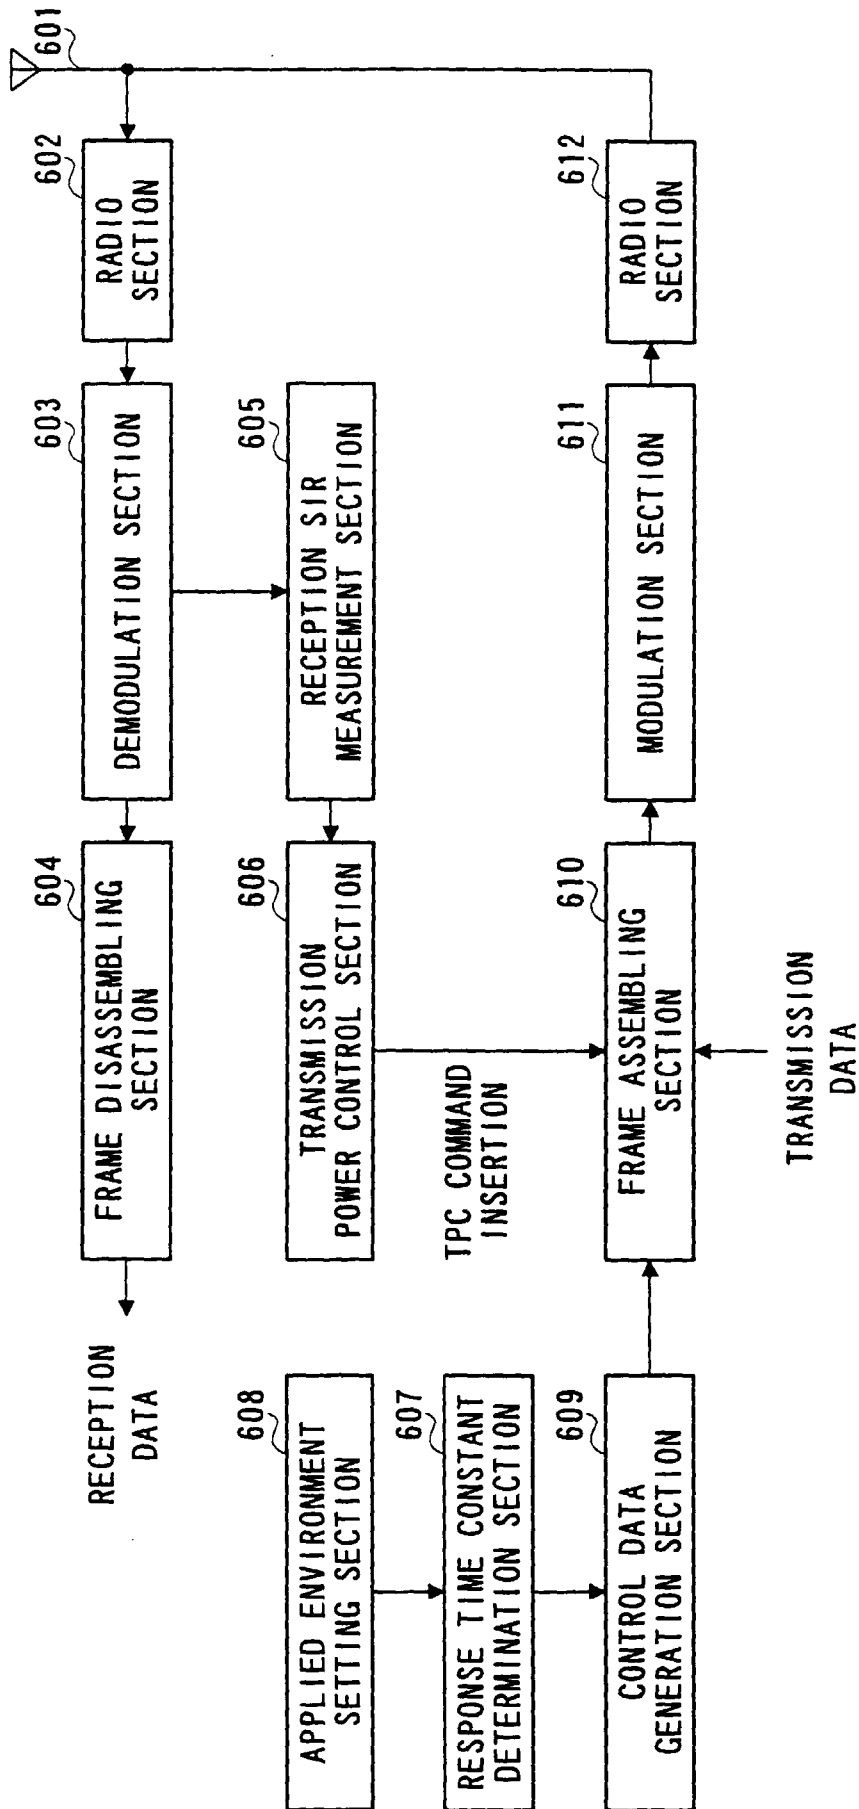 601
602
RADIO
SECTION
603
DEMODULATION SECTION
604
FRAME DISASSEMBLING
SECTION
RECEPTION
DATA
605
RECEPTION SIR
MEASUREMENT SECTION
606
TRANSMISSION
POWER CONTROL SECTION
TPC COMMAND
INSERTION
608
APPLIED ENVIRONMENT
SETTING SECTION
607
RESPONSE TIME CONSTANT
DETERMINATION SECTION
609
CONTROL DATA
GENERATION SECTION
610
FRAME ASSEMBLING
SECTION
TRANSMISSION
DATA
611
MODULATION SECTION
612
RADIO
SECTION